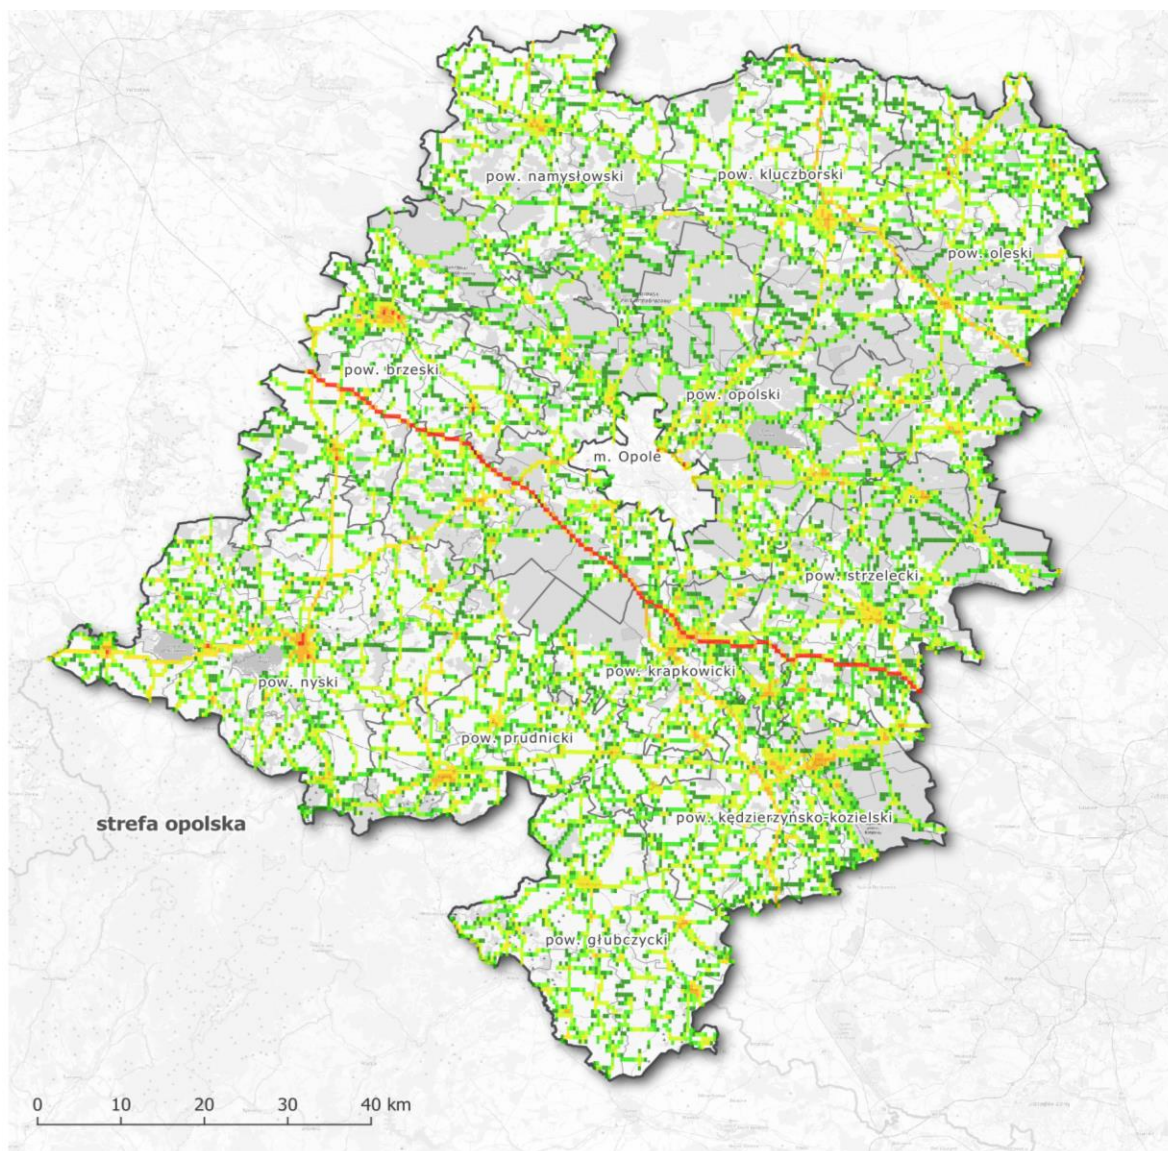 pow. namysłowski
pow. kluczborski
pow. oleski
pow. brzeski
pow. opolski
m. Opole
pow. strzelecki
pow. krapkowicki
pow. nyski
pow. prudnicki
pow. kędzierzyńsko-kozielski
strefa opolska
pow. głubczycki
0 10 20 30 40 km